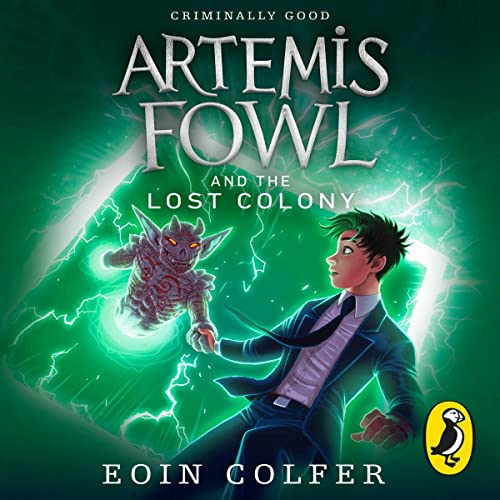 CRIMINALLY GOOD
ARTEMiS
FOWL
AND THE
LOST COLONY
EOIN COLFER